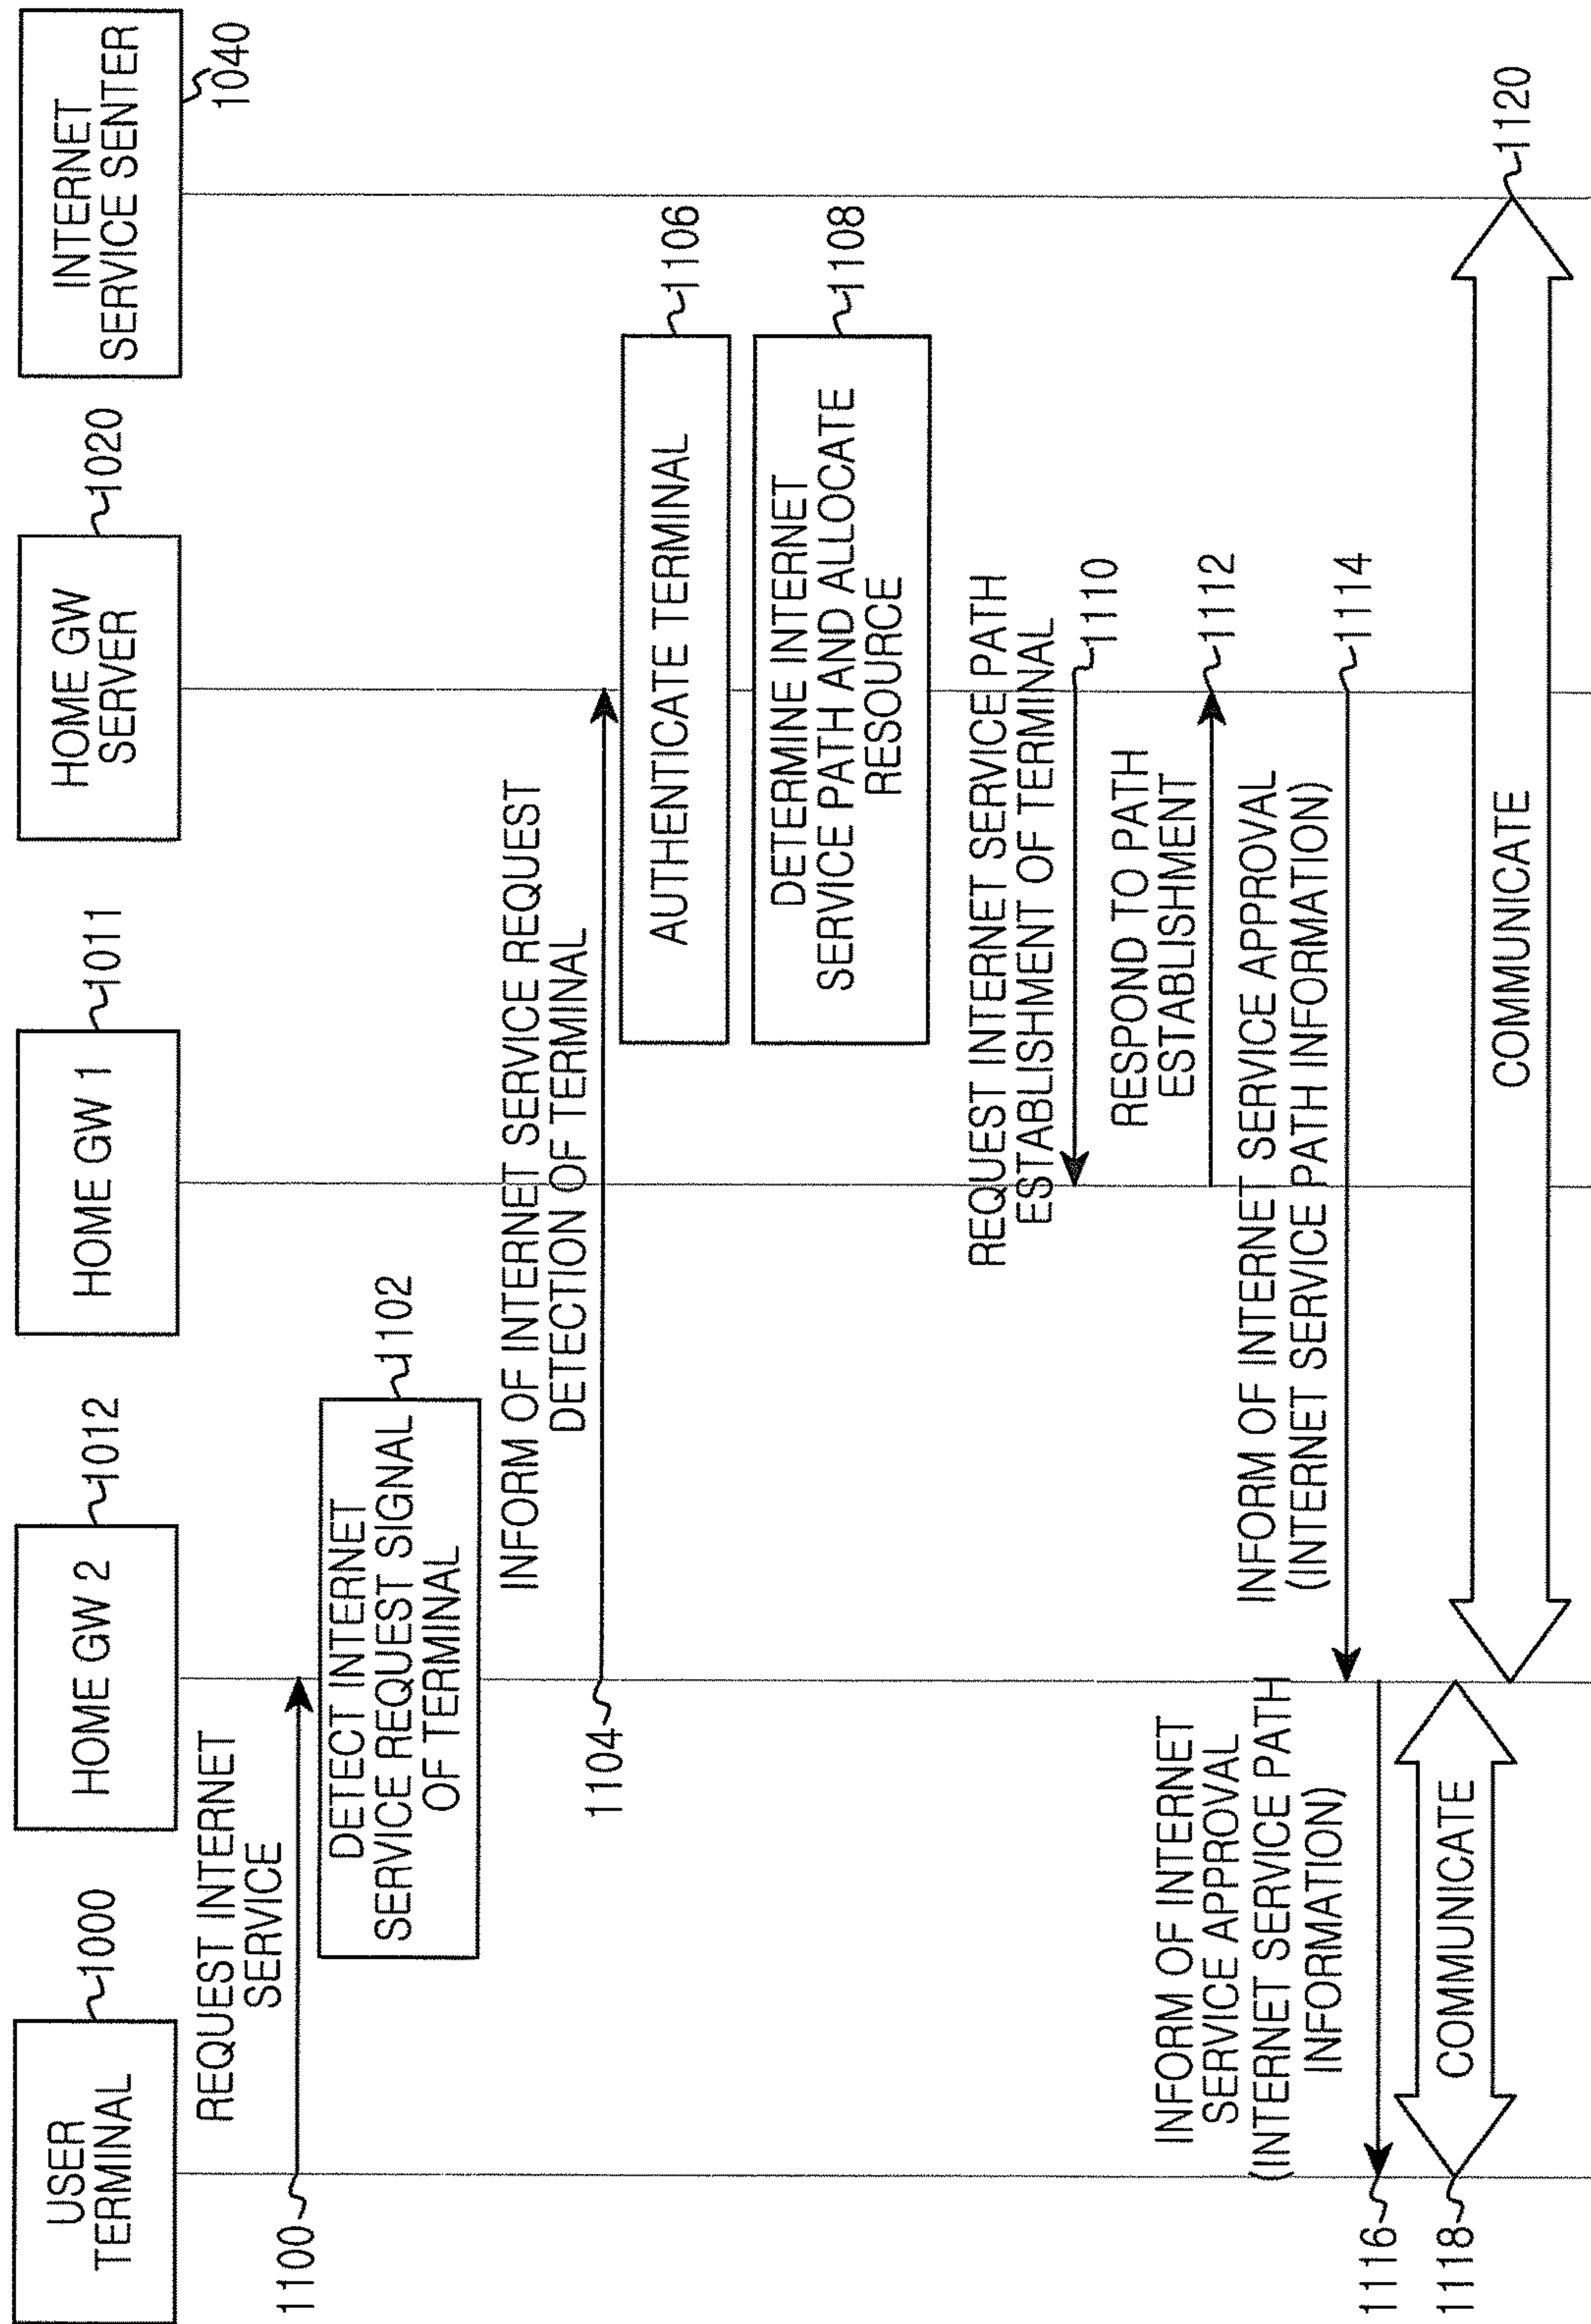 USER
TERMINAL
1000
HOME GW 2
1012
HOME GW 1
1011
HOME GW
SERVER
1020
INTERNET
SERVICE SENTER
1040
REQUEST INTERNET
SERVICE
1100
DETECT INTERNET
SERVICE REQUEST SIGNAL
OF TERMINAL
1102
INFORM OF INTERNET SERVICE REQUEST
DETECTION OF TERMINAL
1104
AUTHENTICATE TERMINAL
1106
DETERMINE INTERNET
SERVICE PATH AND ALLOCATE
RESOURCE
1108
REQUEST INTERNET SERVICE PATH
ESTABLISHMENT OF TERMINAL
1110
RESPOND TO PATH
ESTABLISHMENT
1112
INFORM OF INTERNET SERVICE APPROVAL
(INTERNET SERVICE PATH INFORMATION)
1114
INFORM OF INTERNET
SERVICE APPROVAL
(INTERNET SERVICE PATH
INFORMATION)
1116
COMMUNICATE
1118
COMMUNICATE
1120